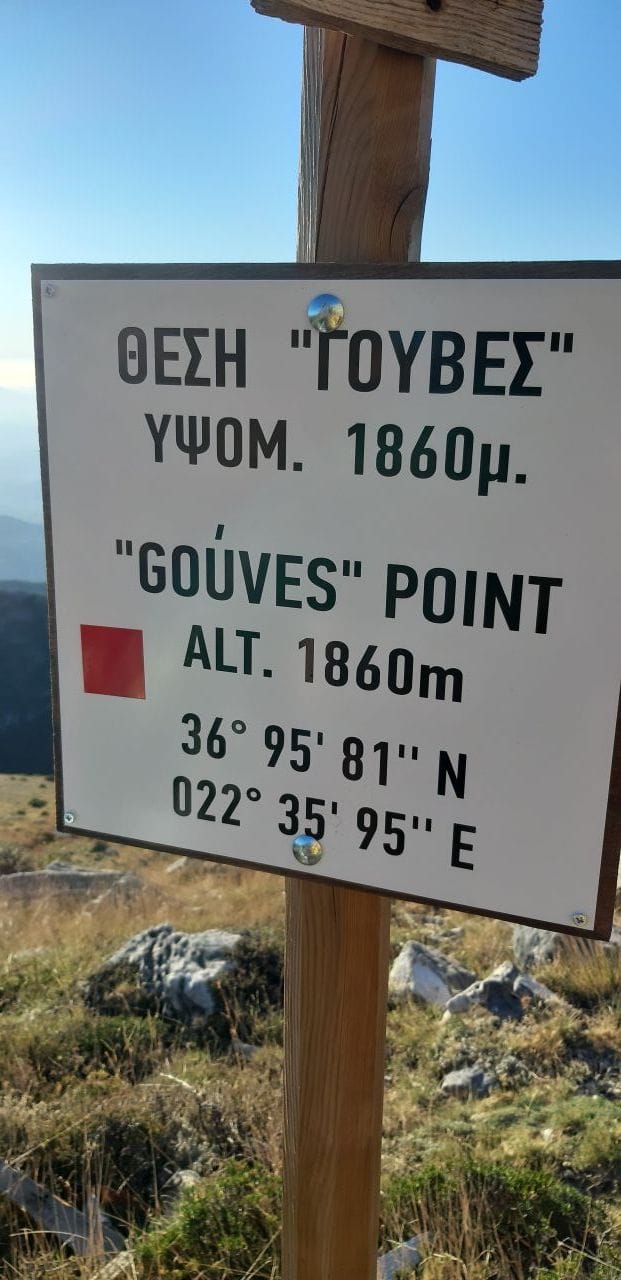 ΘΕΣΗ "ΓΟΥΒΕΣ"
ΥΨΟΜ. 1860μ.
"GOÚVES" POINT
ALT. 1860m
36° 95' 81'' N
022° 35' 95'' E